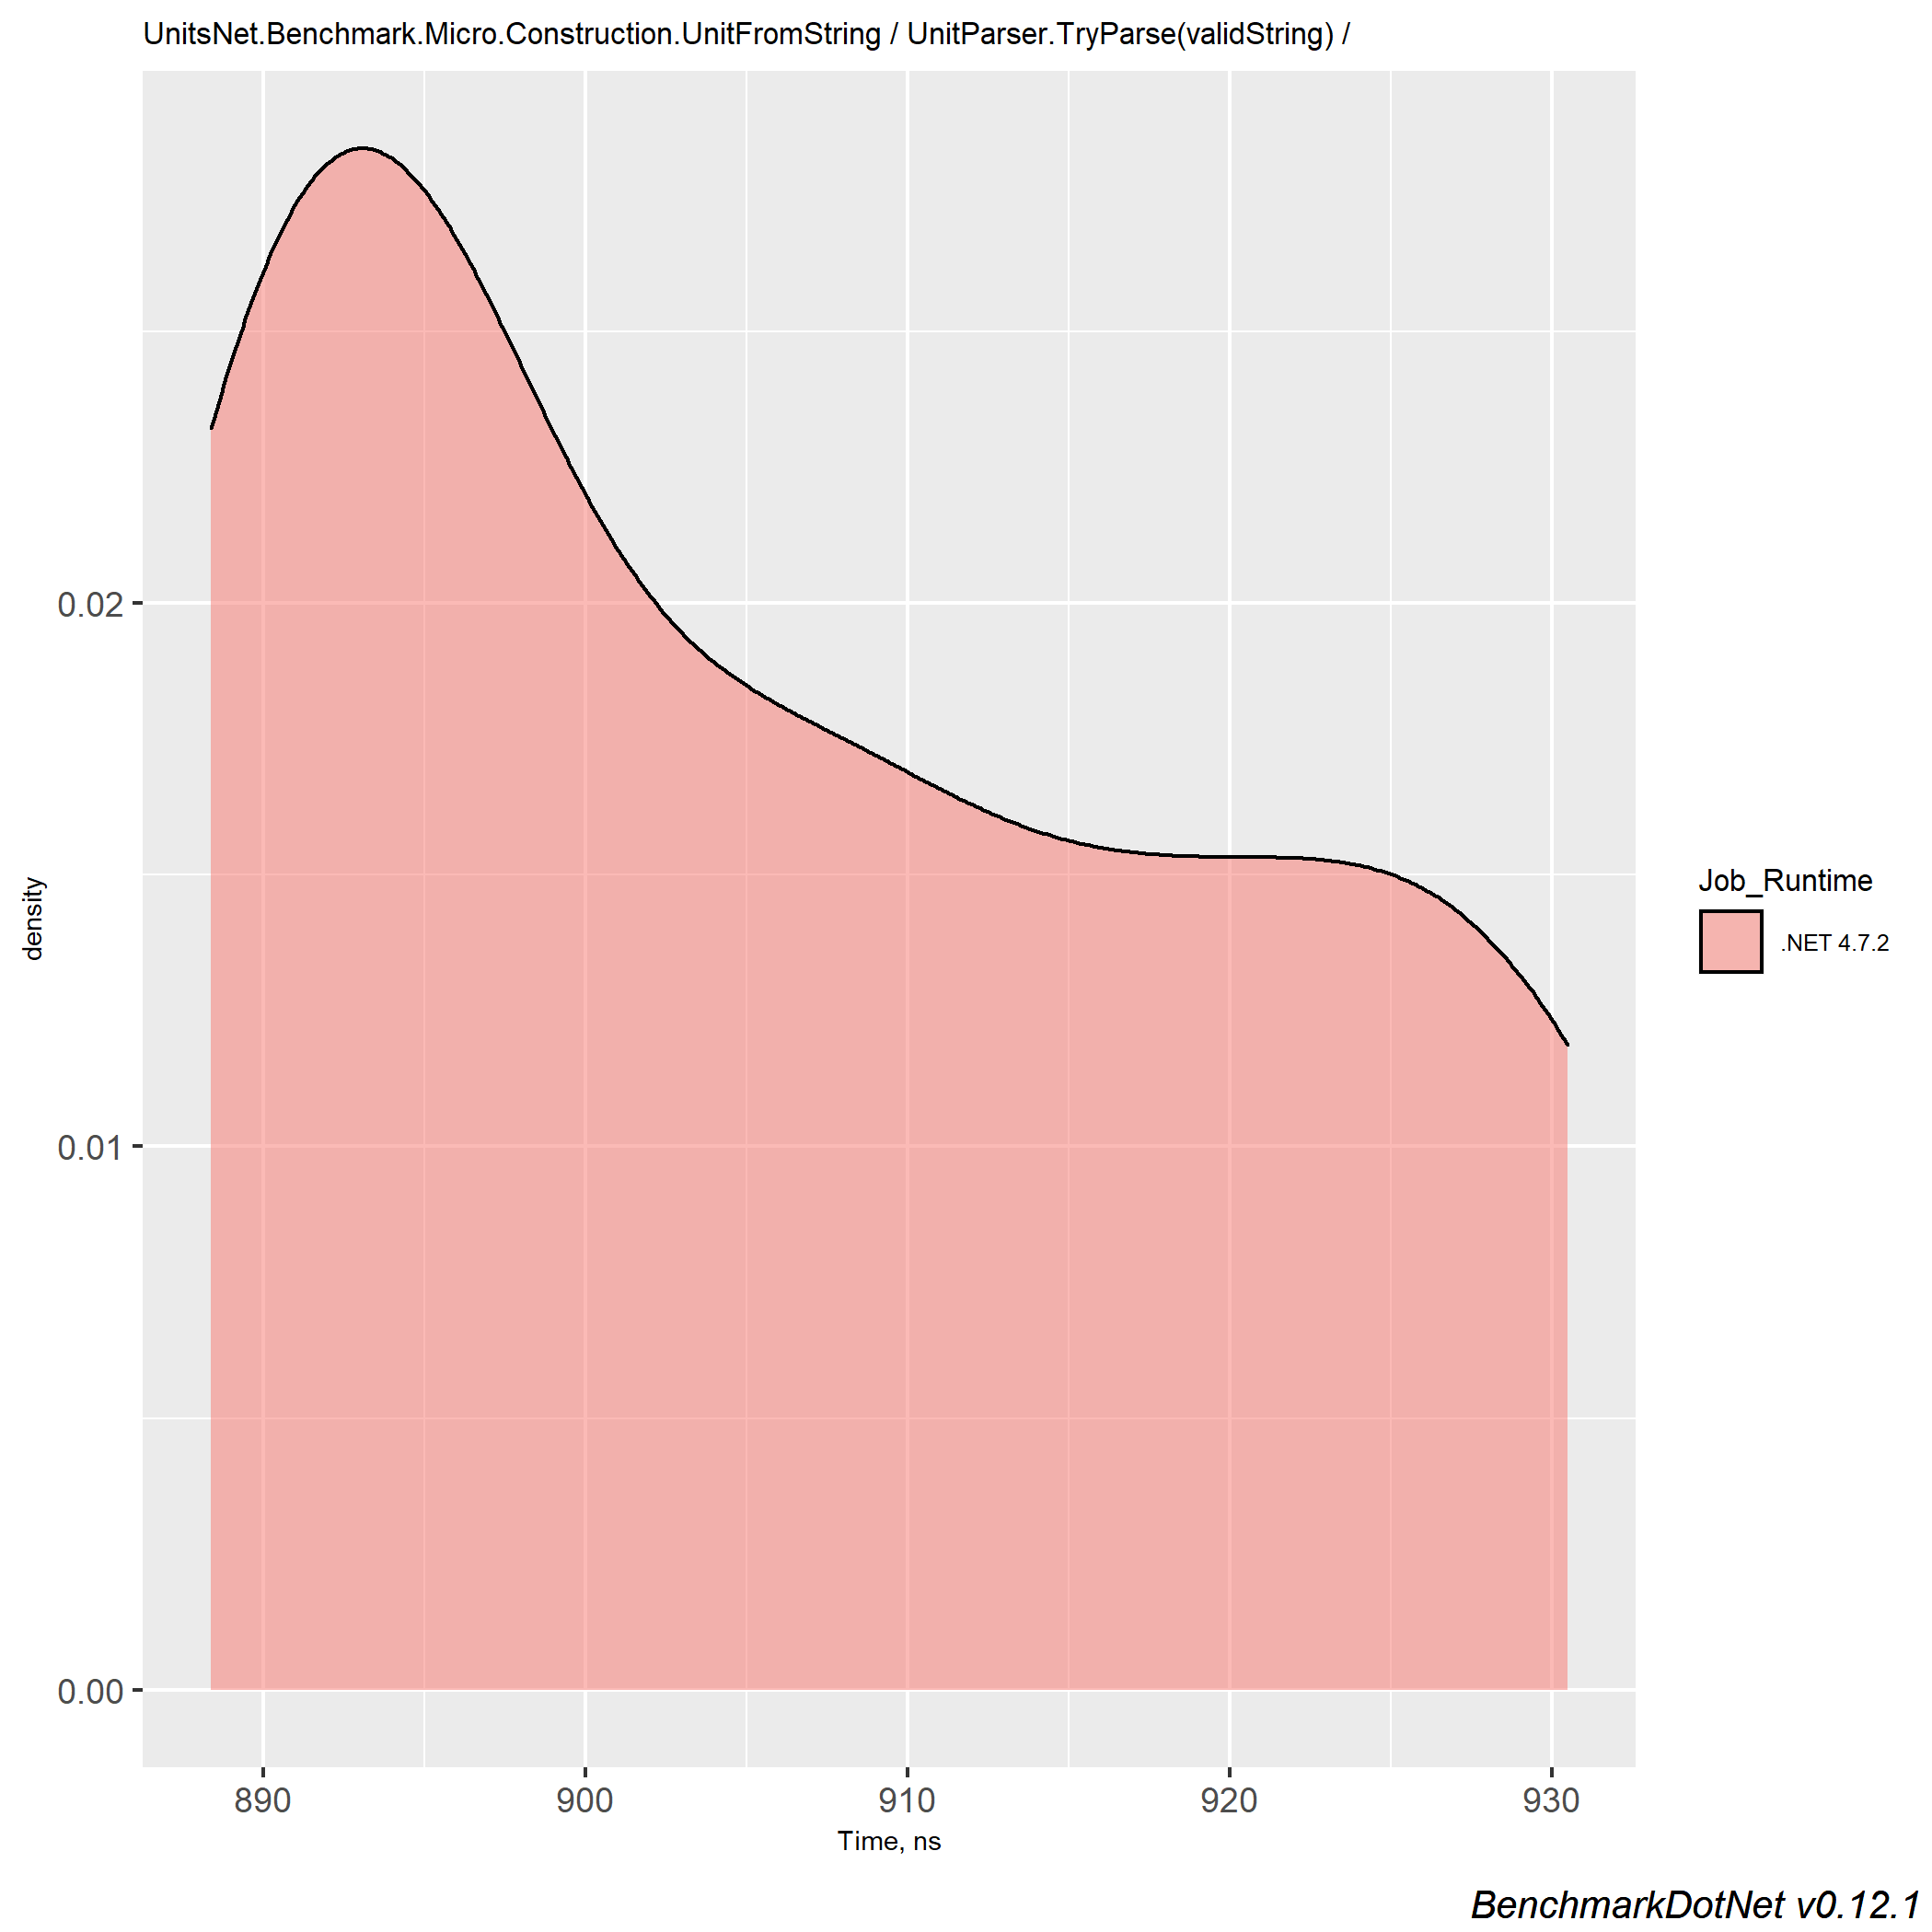 UnitsNet.Benchmark.Micro.Construction.UnitFromString / UnitParser.TryParse(validString) /
0.02
0.01
0.00
density
890 900 910 920 930
Time, ns
Job_Runtime
.NET 4.7.2
BenchmarkDotNet v0.12.1